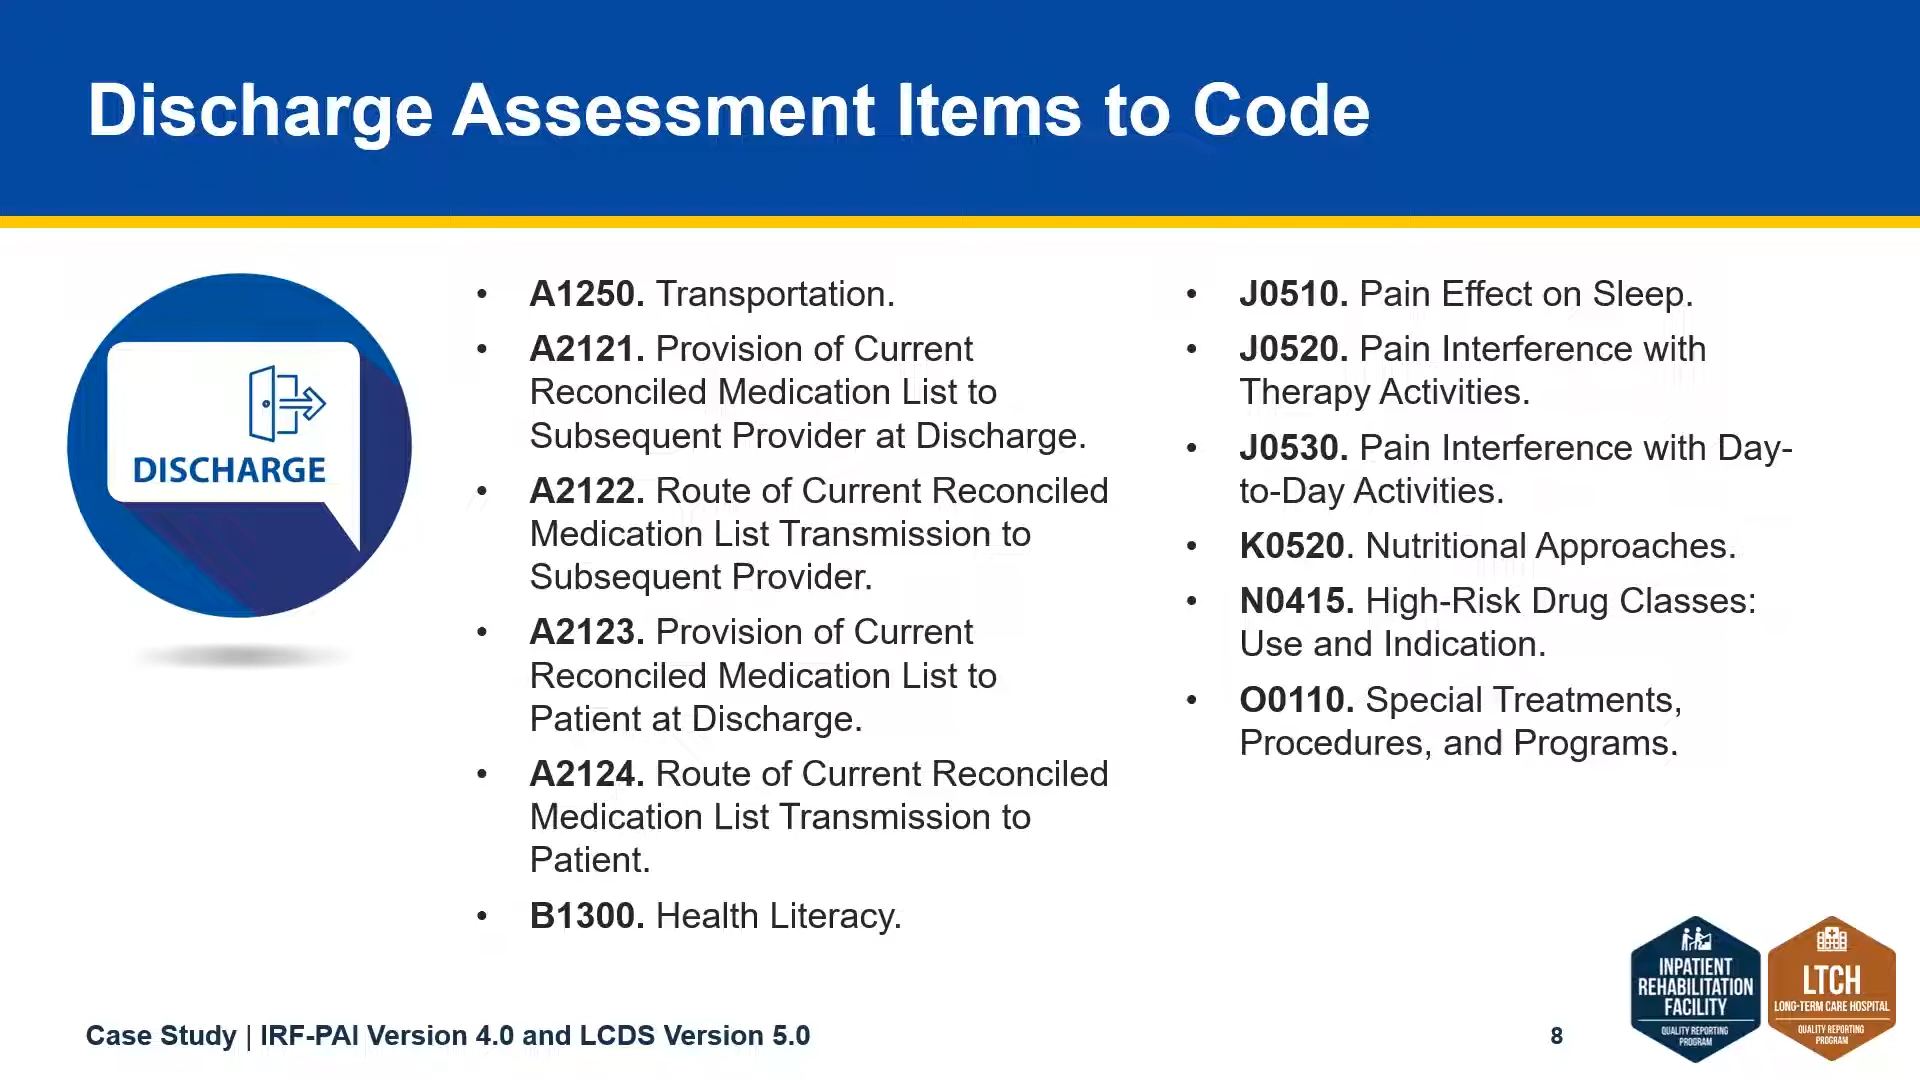 Discharge Assessment Items to Code
DISCHARGE
• A1250. Transportation.
• A2121. Provision of Current
Reconciled Medication List to
Subsequent Provider at Discharge.
• A2122. Route of Current Reconciled
Medication List Transmission to
Subsequent Provider.
• A2123. Provision of Current
Reconciled Medication List to
Patient at Discharge.
• A2124. Route of Current Reconciled
Medication List Transmission to
Patient.
• B1300. Health Literacy.
• J0510. Pain Effect on Sleep.
• J0520. Pain Interference with
Therapy Activities.
• J0530. Pain Interference with Day-
to-Day Activities.
• K0520. Nutritional Approaches.
• N0415. High-Risk Drug Classes:
Use and Indication.
• O0110. Special Treatments,
Procedures, and Programs.
Case Study | IRF-PAI Version 4.0 and LCDS Version 5.0
8
INPATIENT
REHABILITATION
FACILITY
QUALITY REPORTING
PROGRAM
LTCH
LONG-TERM CARE HOSPITAL
QUALITY REPORTING
PROGRAM